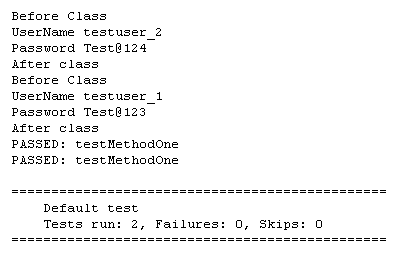 Before Class
UserName testuser_2
Password Test@124
After class
Before Class
UserName testuser_1
Password Test@123
After class
PASSED: testMethodOne
PASSED: testMethodOne
===============================================
Default test
Tests run: 2, Failures: 0, Skips: 0
===============================================